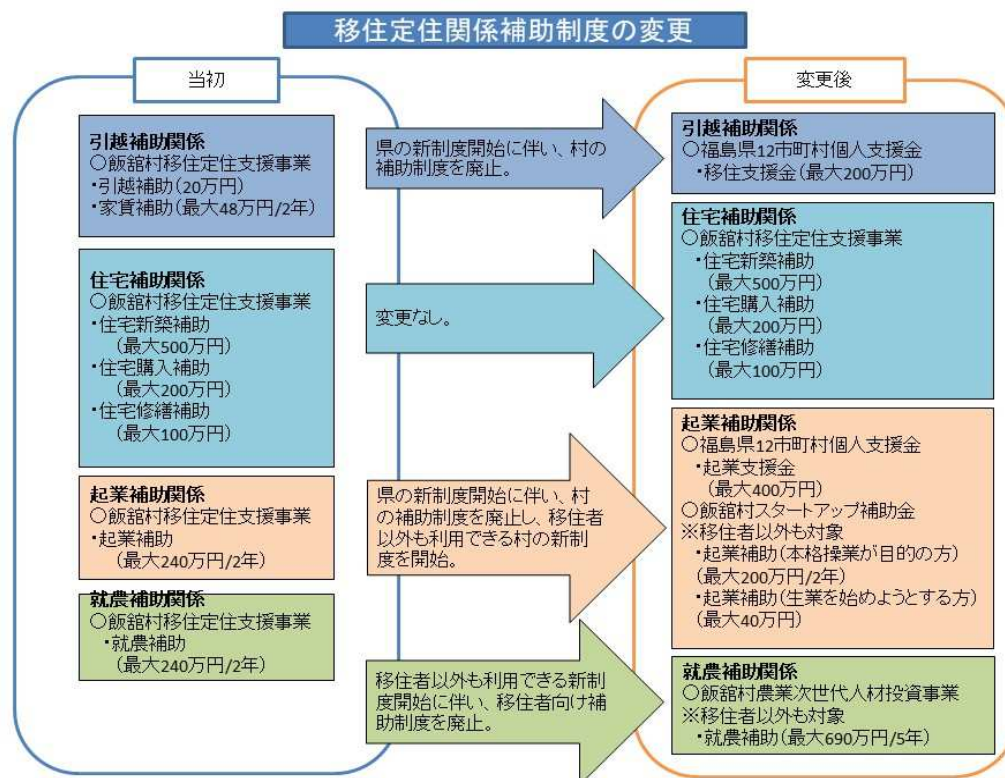 移住定住関係補助制度の変更
当初
引越補助関係
○飯舘村移住定住支援事業
・引越補助(20万円)
・家賃補助(最大48万円/2年)
住宅補助関係
○飯舘村移住定住支援事業
・住宅新築補助
(最大500万円)
・住宅購入補助
(最大200万円)
・住宅修繕補助
(最大100万円)
起業補助関係
○飯舘村移住定住支援事業
・起業補助
(最大240万円/2年)
就農補助関係
○飯舘村移住定住支援事業
・就農補助
(最大240万円/2年)
県の新制度開始に伴い、村の
補助制度を廃止。
変更なし。
県の新制度開始に伴い、村
の補助制度を廃止し、移住者
以外も利用できる村の新制
度を開始。
移住者以外も利用できる新制
度開始に伴い、移住者向け補
助制度を廃止。
変更後
引越補助関係
○福島県12市町村個人支援金
・移住支援金(最大200万円)
住宅補助関係
○飯舘村移住定住支援事業
・住宅新築補助
(最大500万円)
・住宅購入補助
(最大200万円)
・住宅修繕補助
(最大100万円)
起業補助関係
○福島県12市町村個人支援金
・起業支援金
(最大400万円)
○飯舘村スタートアップ補助金
※移住者以外も対象
・起業補助(本格操業が目的の方)
(最大200万円/2年)
・起業補助(生業を始めようとする方)
(最大40万円)
就農補助関係
○飯舘村農業次世代人材投資事業
※移住者以外も対象
・就農補助(最大690万円/5年)